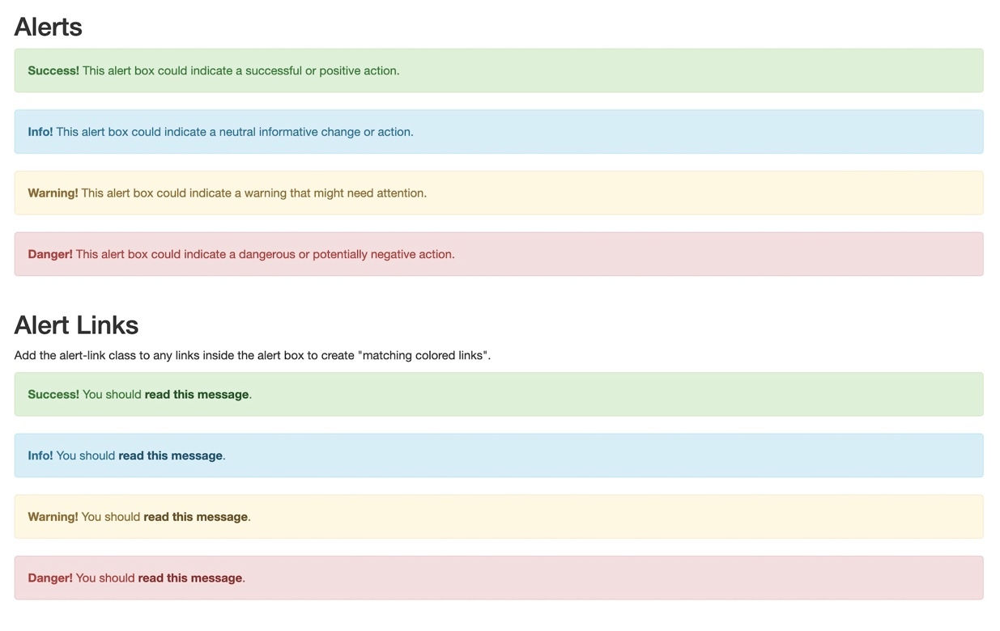 Alerts
Success! This alert box could indicate a successful or positive action.
Info! This alert box could indicate a neutral informative change or action.
Warning! This alert box could indicate a warning that might need attention.
Danger! This alert box could indicate a dangerous or potentially negative action.
Alert Links
Add the alert-link class to any links inside the alert box to create "matching colored links".
Success! You should read this message.
Info! You should read this message.
Warning! You should read this message.
Danger! You should read this message.